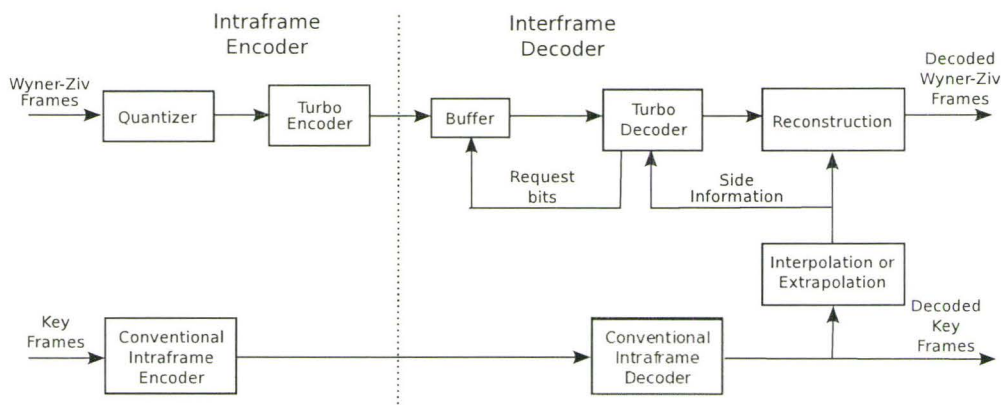 Intraframe
Encoder
Interframe
Decoder
Wyner-Ziv
Frames
Quantizer
Turbo
Encoder
Buffer
Turbo
Decoder
Reconstruction
Decoded
Wyner-Ziv
Frames
Request
bits
Side
Information
Interpolation or
Extrapolation
Key
Frames
Conventional
Intraframe
Encoder
Conventional
Intraframe
Decoder
Decoded
Key
Frames